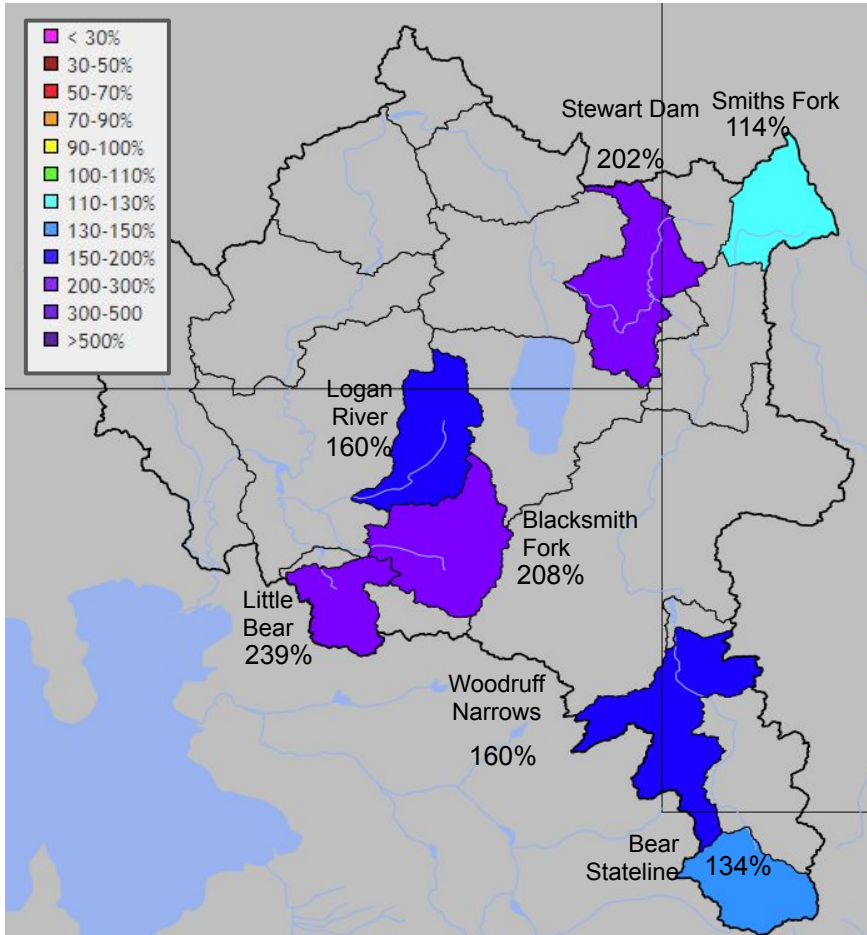 < 30%
30-50%
50-70%
70-90%
90-100%
100-110%
110-130%
130-150%
150-200%
200-300%
300-500
>500%
Stewart Dam
202%
Smiths Fork
114%
Logan
River
160%
Blacksmith
Fork
208%
Little
Bear
239%
Woodruff
Narrows
160%
Bear
Stateline
134%